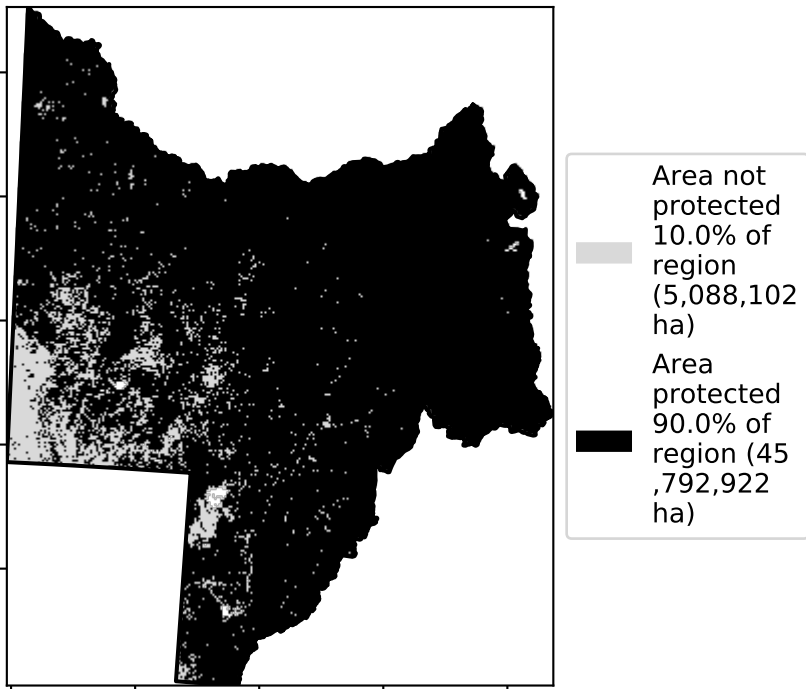 Area not
protected
10.0% of
region
(5,088,102
ha)
Area
protected
90.0% of
region (45
,792,922
ha)